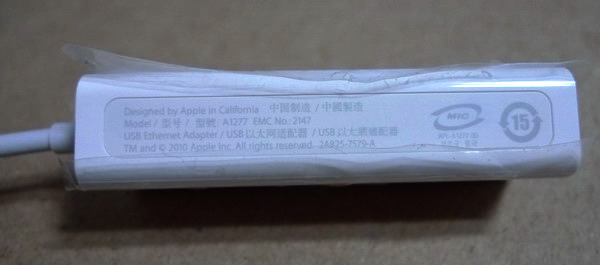 Designed by Apple in California 中国制造 / 中國製造
Model / 型号 / 型號 A1277 EMC No.: 2147
USB Ethernet Adapter / USB 以太网适配器 / USB 以太網適配器
TM and © 2010 Apple Inc. All rights reserved. 2A825-7579-A
MIC
15